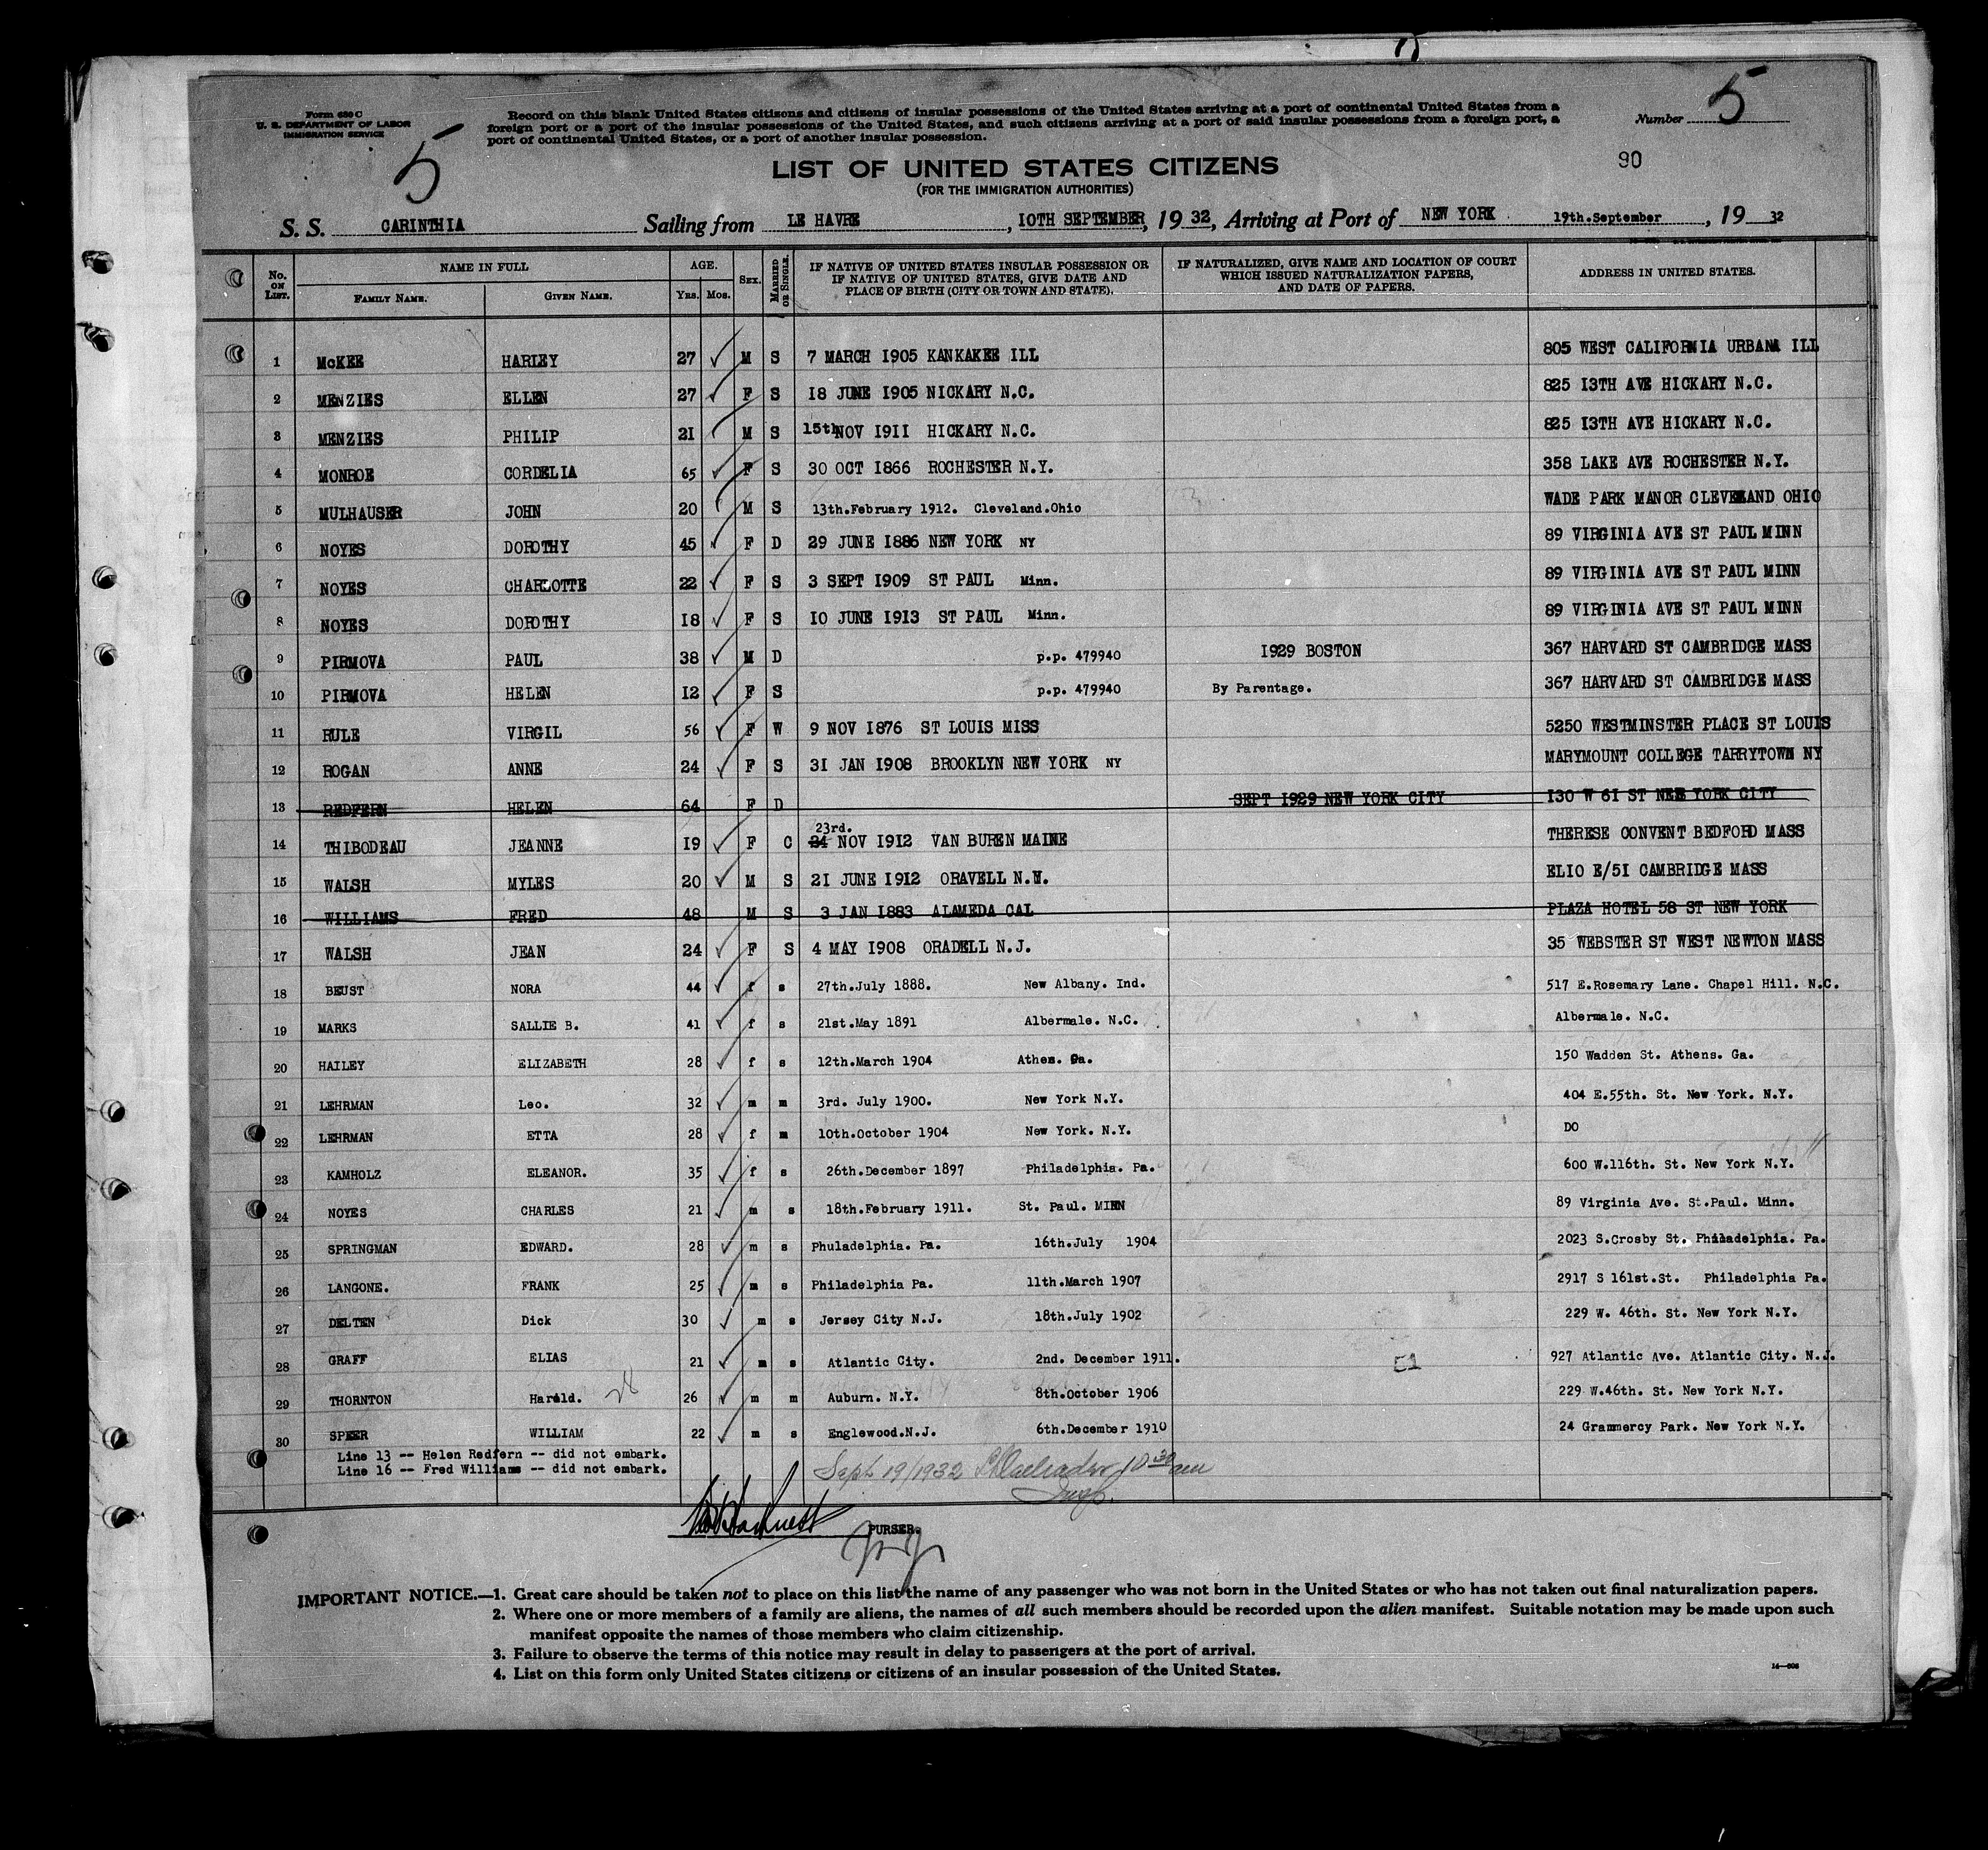 Form 630 C
U. S. DEPARTMENT OF LABOR
IMMIGRATION SERVICE
5
Record on this blank United States citizens and citizens of insular possessions of the United States arriving at a port of continental United States from a
foreign port or a port of the insular possessions of the United States, and such citizens arriving at a port of said insular possessions from a foreign port, a
port of continental United States, or a port of another insular possession.
Number 5
90
LIST OF UNITED STATES CITIZENS
(FOR THE IMMIGRATION AUTHORITIES)
S. S. CARINTHIA Sailing from LE HAVRE, 10TH SEPTEMBER, 19 32, Arriving at Port of NEW YORK 19th.September, 19 32
No. ON LIST. NAME IN FULL FAMILY NAME. GIVEN NAME. AGE. YRS. MOS. SEX. MARRIED OR SINGLE. IF NATIVE OF UNITED STATES INSULAR POSSESSION OR IF NATIVE OF UNITED STATES, GIVE DATE AND PLACE OF BIRTH (CITY OR TOWN AND STATE). IF NATURALIZED, GIVE NAME AND LOCATION OF COURT WHICH ISSUED NATURALIZATION PAPERS, AND DATE OF PAPERS. ADDRESS IN UNITED STATES.
1 McKEE HARLEY 27 M S 7 MARCH 1905 KANKAKEE ILL 805 WEST CALIFORNIA URBANA ILL
2 MENZIES ELLEN 27 F S 18 JUNE 1905 NICKARY N.C. 825 13TH AVE HICKARY N.C.
3 MENZIES PHILIP 21 M S 15th NOV 1911 HICKARY N.C. 825 13TH AVE HICKARY N.C.
4 MONROE CORDELIA 65 F S 30 OCT 1866 ROCHESTER N.Y. 358 LAKE AVE ROCHESTER N.Y.
5 MULHAUSER JOHN 20 M S 13th.February 1912. Cleveland.Ohio WADE PARK MANOR CLEVELAND OHIO
6 NOYES DOROTHY 45 F D 29 JUNE 1886 NEW YORK NY 89 VIRGINIA AVE ST PAUL MINN
7 NOYES CHARLOTTE 22 F S 3 SEPT 1909 ST PAUL Minn. 89 VIRGINIA AVE ST PAUL MINN
8 NOYES DOROTHY 18 F S 10 JUNE 1913 ST PAUL Minn. 89 VIRGINIA AVE ST PAUL MINN
9 PIRMOVA PAUL 38 M D p.p. 479940 1929 BOSTON 367 HARVARD ST CAMBRIDGE MASS
10 PIRMOVA HELEN 12 F S p.p. 479940 By Parentage. 367 HARVARD ST CAMBRIDGE MASS
11 RULE VIRGIL 56 F W 9 NOV 1876 ST LOUIS MISS 5250 WESTMINSTER PLACE ST LOUIS
12 ROGAN ANNE 24 F S 31 JAN 1908 BROOKLYN NEW YORK NY MARYMOUNT COLLEGE TARRYTOWN NY
13 REDFERN HELEN 64 F D SEPT 1929 NEW YORK CITY 130 W 61 ST NEW YORK CITY
14 THIBODEAU JEANNE 19 F C 23rd. 24 NOV 1912 VAN BUREN MAINE THERESE CONVENT BEDFORD MASS
15 WALSH MYLES 20 M S 21 JUNE 1912 ORAVELL N.Y. ELIO E/51 CAMBRIDGE MASS
16 WILLIAMS FRED 48 M S 3 JAN 1883 ALAMEDA CAL PLAZA HOTEL 58 ST NEW YORK
17 WALSH JEAN 24 F S 4 MAY 1908 ORADELL N.J. 35 WEBSTER ST WEST NEWTON MASS
18 BEUST NORA 44 f s 27th.July 1888. New Albany. Ind. 517 E.Rosemary Lane. Chapel Hill. N.C.
19 MARKS SALLIE B. 41 f s 21st.May 1891 Albermale. N.C. Albermale. N.C.
20 HAILEY ELIZABETH 28 f s 12th.March 1904 Athen. Ga. 150 Wadden St. Athens. Ga.
21 LEHRMAN Leo. 32 m m 3rd. July 1900. New York N.Y. 404 E.55th. St. New York. N.Y.
22 LEHRMAN ETTA 28 f m 10th.October 1904 New York. N.Y. DO
23 KAMHOLZ ELEANOR. 35 f s 26th.December 1897 Philadelphia. Pa. 600 W.116th. St. New York N.Y.
24 NOYES CHARLES 21 m s 18th.February 1911. St. Paul. MINN 89 Virginia Ave. St.Paul. Minn.
25 SPRINGMAN EDWARD. 28 m s Phuladelphia. Pa. 16th.July 1904 2023 S.Crosby St. Philadelphia. Pa.
26 LANGONE. FRANK 25 m s Philadelphia Pa. 11th.March 1907 2917 S 161st.St. Philadelphia Pa.
27 DELTEN Dick 30 m s Jersey City N.J. 18th.July 1902 229 W. 46th. St. New York N.Y.
28 GRAFF ELIAS 21 m s Atlantic City. 2nd. December 1911. 51 927 Atlantic Ave. Atlantic City. N.J.
29 THORNTON Harold. 28 26 m m Auburn. N.Y. 8th.October 1906 229 W.46th. St. New York N.Y.
30 SPEER WILLIAM 22 m s Englewood.N.J. 6th.December 1910 24 Grammercy Park. New York N.Y.
Line 13 -- Helen Redfern -- did not embark.
Line 16 -- Fred Williams -- did not embark.
Sept 19/1932 10 30 am
Insp.
PURSER.
IMPORTANT NOTICE.—1. Great care should be taken not to place on this list the name of any passenger who was not born in the United States or who has not taken out final naturalization papers.
2. Where one or more members of a family are aliens, the names of all such members should be recorded upon the alien manifest. Suitable notation may be made upon such
manifest opposite the names of those members who claim citizenship.
3. Failure to observe the terms of this notice may result in delay to passengers at the port of arrival.
4. List on this form only United States citizens or citizens of an insular possession of the United States.